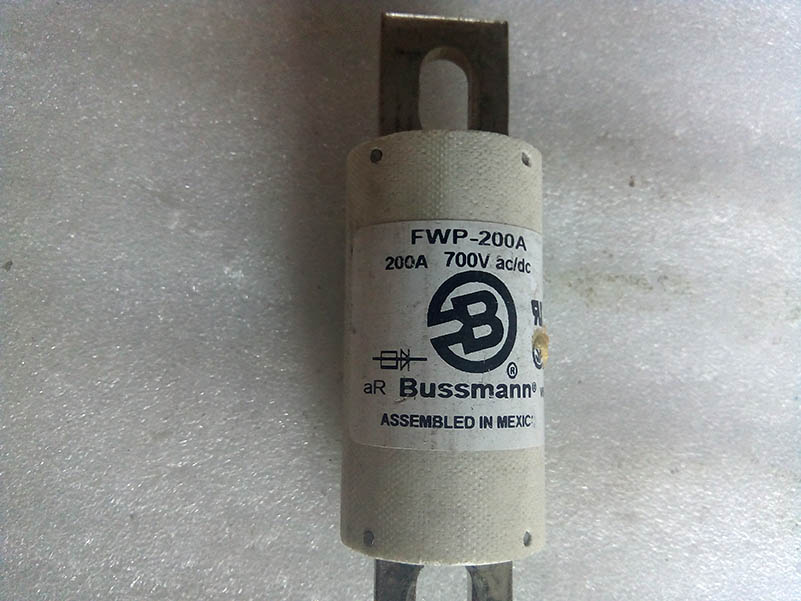 FWP-200A
200A 700V ac/dc
B
®
aR Bussmann®
ASSEMBLED IN MEXIC